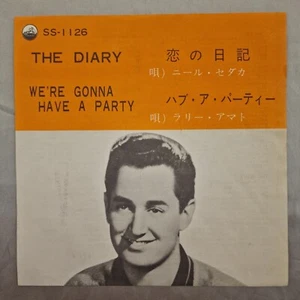 SS-1126
THE DIARY
恋の日記
唄) ニール・セダカ
WE'RE GONNA
HAVE A PARTY
ハブ・ア・パーティー
唄) ラリー・アマト